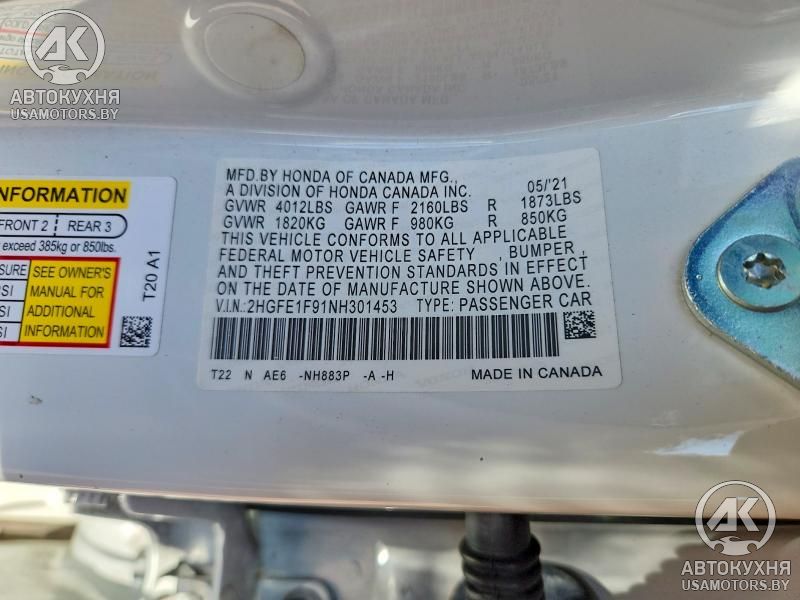 AK
АВТОКУХНЯ
USAMOTORS.BY
MFD.BY HONDA OF CANADA MFG.,
A DIVISION OF HONDA CANADA INC. 05/'21
GVWR 4012LBS GAWR F 2160LBS R 1873LBS
GVWR 1820KG GAWR F 980KG R 850KG
THIS VEHICLE CONFORMS TO ALL APPLICABLE
FEDERAL MOTOR VEHICLE SAFETY , BUMPER ,
AND THEFT PREVENTION STANDARDS IN EFFECT
ON THE DATE OF MANUFACTURE SHOWN ABOVE.
V.I.N.:2HGFE1F91NH301453 TYPE: PASSENGER CAR
T22 N AE6 -NH883P -A -H MADE IN CANADA
INFORMATION
FRONT 2 REAR 3
exceed 385kg or 850lbs.
SEE OWNER'S
MANUAL FOR
ADDITIONAL
INFORMATION
T20 A1
AK
АВТОКУХНЯ
USAMOTORS.BY